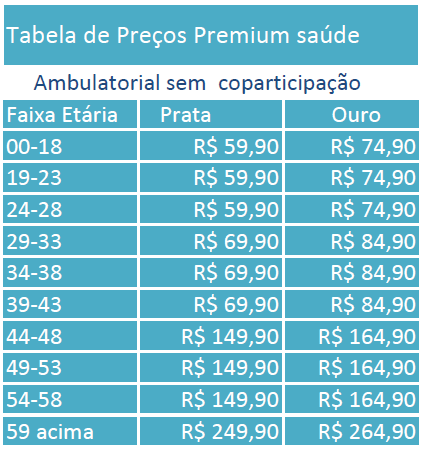 Tabela de Preços Premium saúde
Ambulatorial sem coparticipação
Faixa Etária Prata Ouro
00-18 R$ 59,90 R$ 74,90
19-23 R$ 59,90 R$ 74,90
24-28 R$ 59,90 R$ 74,90
29-33 R$ 69,90 R$ 84,90
34-38 R$ 69,90 R$ 84,90
39-43 R$ 69,90 R$ 84,90
44-48 R$ 149,90 R$ 164,90
49-53 R$ 149,90 R$ 164,90
54-58 R$ 149,90 R$ 164,90
59 acima R$ 249,90 R$ 264,90